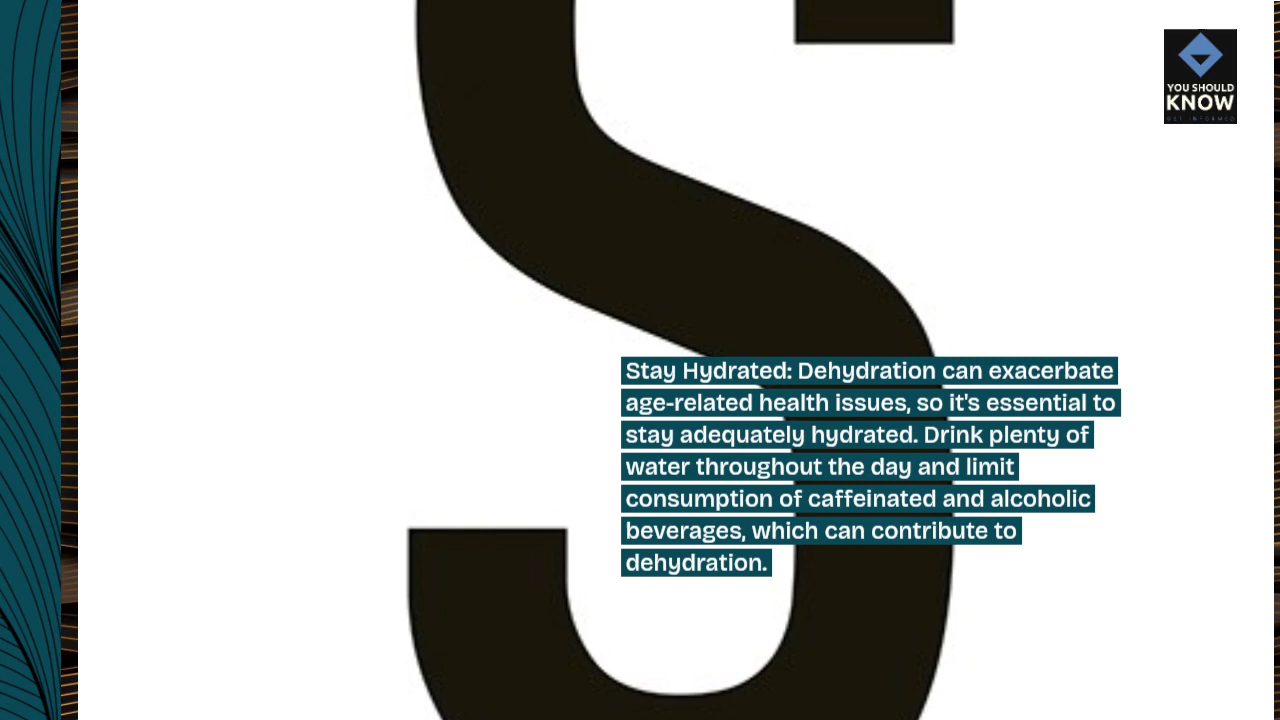 S
YOU SHOULD
KNOW
GET INFORMED
Stay Hydrated: Dehydration can exacerbate
age-related health issues, so it's essential to
stay adequately hydrated. Drink plenty of
water throughout the day and limit
consumption of caffeinated and alcoholic
beverages, which can contribute to
dehydration.